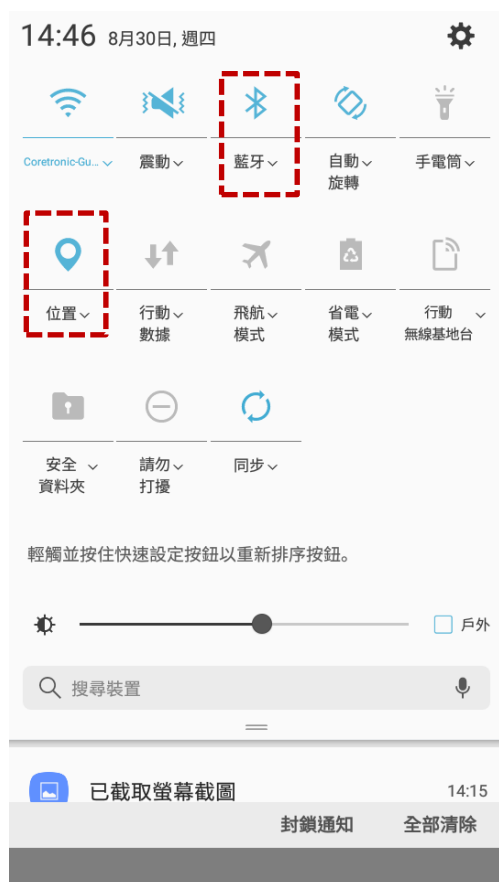 14:46 8月30日, 週四
Coretronic-Gu... 震動 藍牙 自動 手電筒
旋轉
位置 行動 飛航 省電 行動
數據 模式 模式 無線基地台
安全 請勿 同步
資料夾 打擾
輕觸並按住快速設定按鈕以重新排序按鈕。
戶外
搜尋裝置
已截取螢幕截圖 14:15
封鎖通知 全部清除